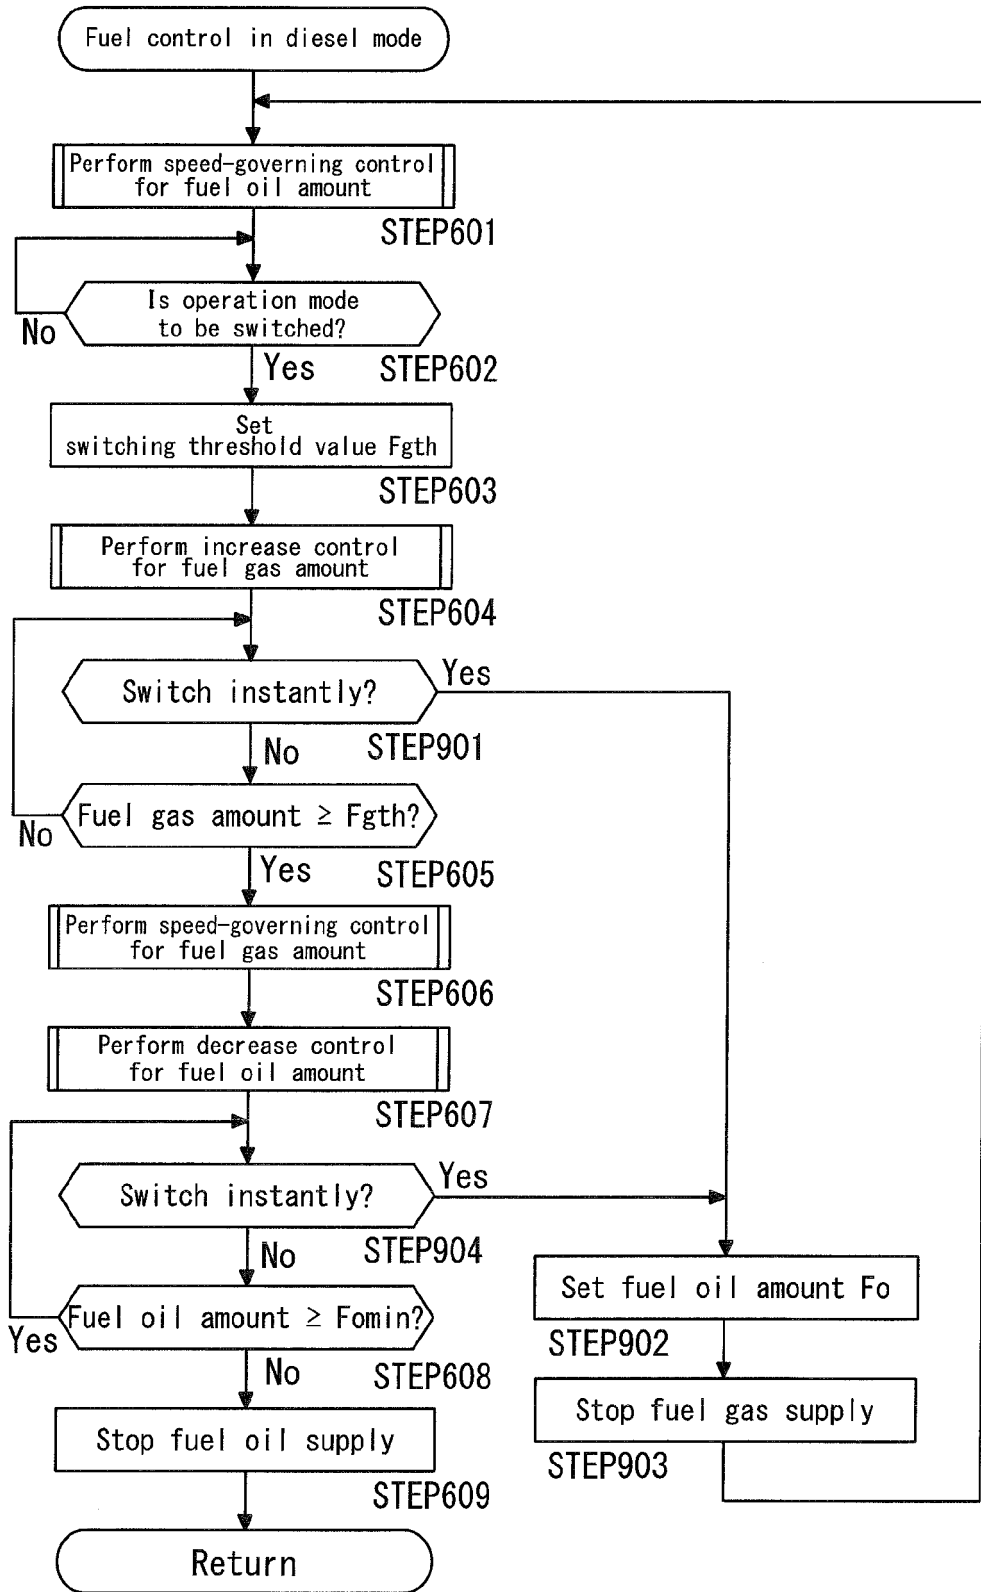 Fuel control in diesel mode
Perform speed-governing control
for fuel oil amount
STEP601
Is operation mode
to be switched?
No
Yes
STEP602
Set
switching threshold value Fgth
STEP603
Perform increase control
for fuel gas amount
STEP604
Switch instantly?
Yes
No
STEP901
Fuel gas amount ≥ Fgth?
No
Yes
STEP605
Perform speed-governing control
for fuel gas amount
STEP606
Perform decrease control
for fuel oil amount
STEP607
Switch instantly?
Yes
No
STEP904
Fuel oil amount ≥ Fomin?
Yes
No
STEP608
Stop fuel oil supply
STEP609
Return
Set fuel oil amount Fo
STEP902
Stop fuel gas supply
STEP903